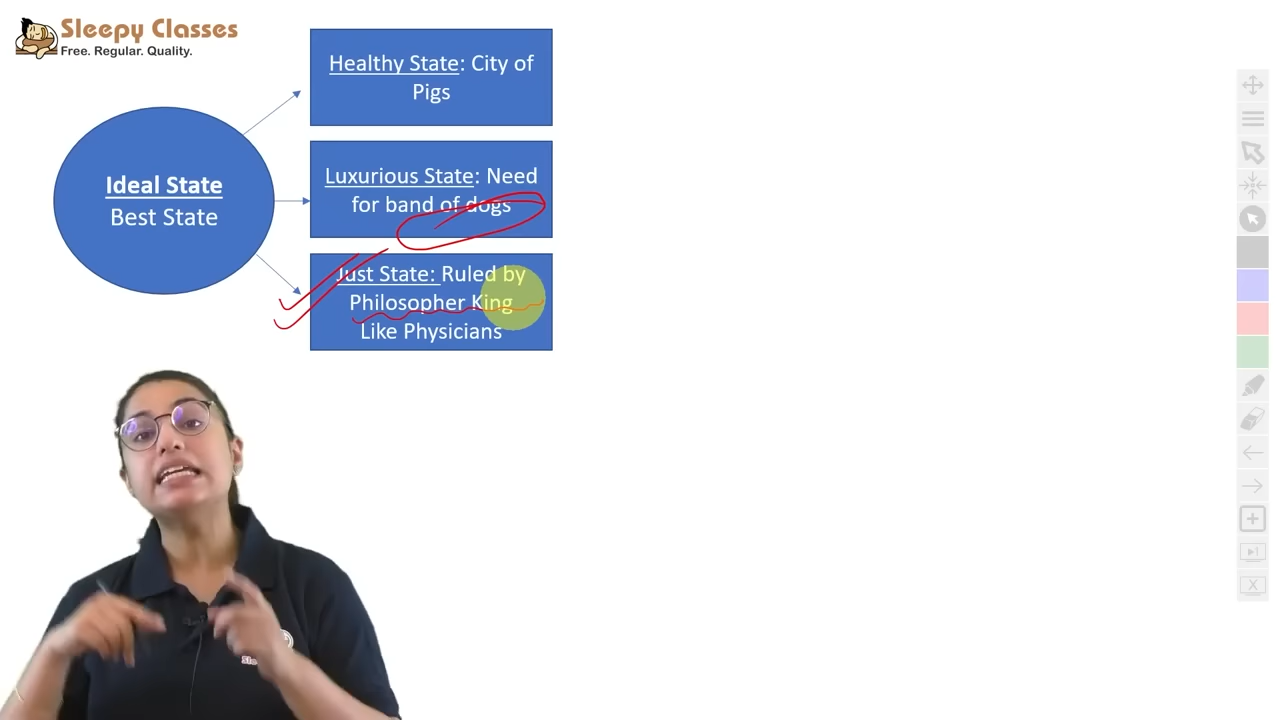 Sleepy Classes
Free. Regular. Quality.
Healthy State: City of
Pigs
Ideal State
Best State
Luxurious State: Need
for band of dogs
Just State: Ruled by
Philosopher King
Like Physicians